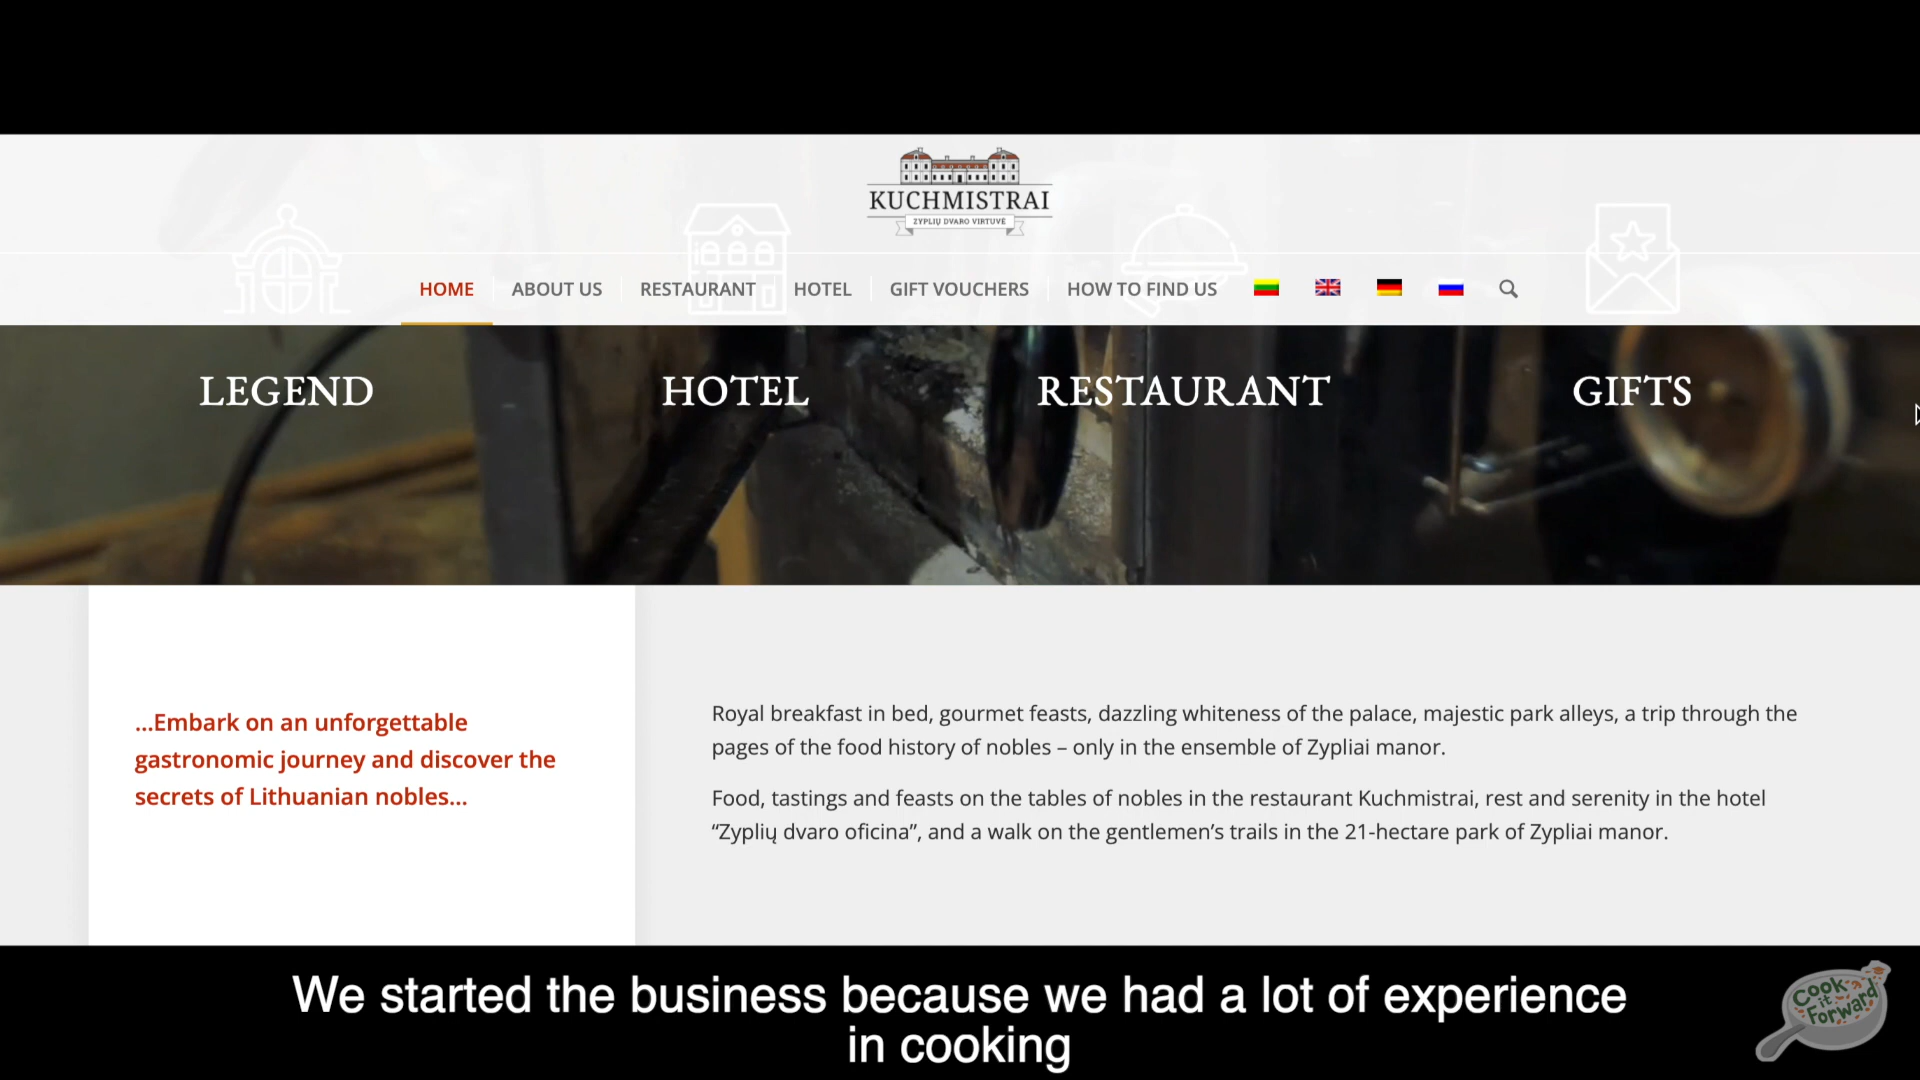 KUCHMISTRAI
ZYPLIŲ DVARO VIRTUVĖ
HOME ABOUT US RESTAURANT HOTEL GIFT VOUCHERS HOW TO FIND US
LEGEND HOTEL RESTAURANT GIFTS
...Embark on an unforgettable
gastronomic journey and discover the
secrets of Lithuanian nobles...
Royal breakfast in bed, gourmet feasts, dazzling whiteness of the palace, majestic park alleys, a trip through the
pages of the food history of nobles – only in the ensemble of Zypliai manor.
Food, tastings and feasts on the tables of nobles in the restaurant Kuchmistrai, rest and serenity in the hotel
“Zyplių dvaro oficina”, and a walk on the gentlemen’s trails in the 21-hectare park of Zypliai manor.
We started the business because we had a lot of experience
in cooking
Cook
it
Forward